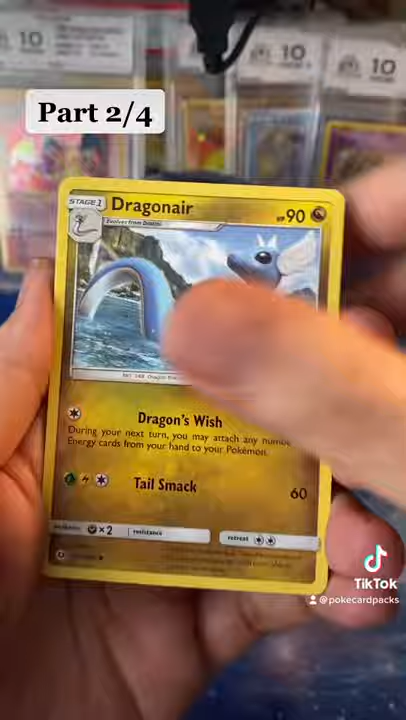 10
10
10
Part 2/4
STAGE 1
Dragonair
HP 90
Evolves from Dratini
Dragon's Wish
During your next turn, you may attach any
Energy cards from your hand to your Pokémon.
Tail Smack
60
weakness ×2 resistance
retreat
TikTok
@pokecardpacks